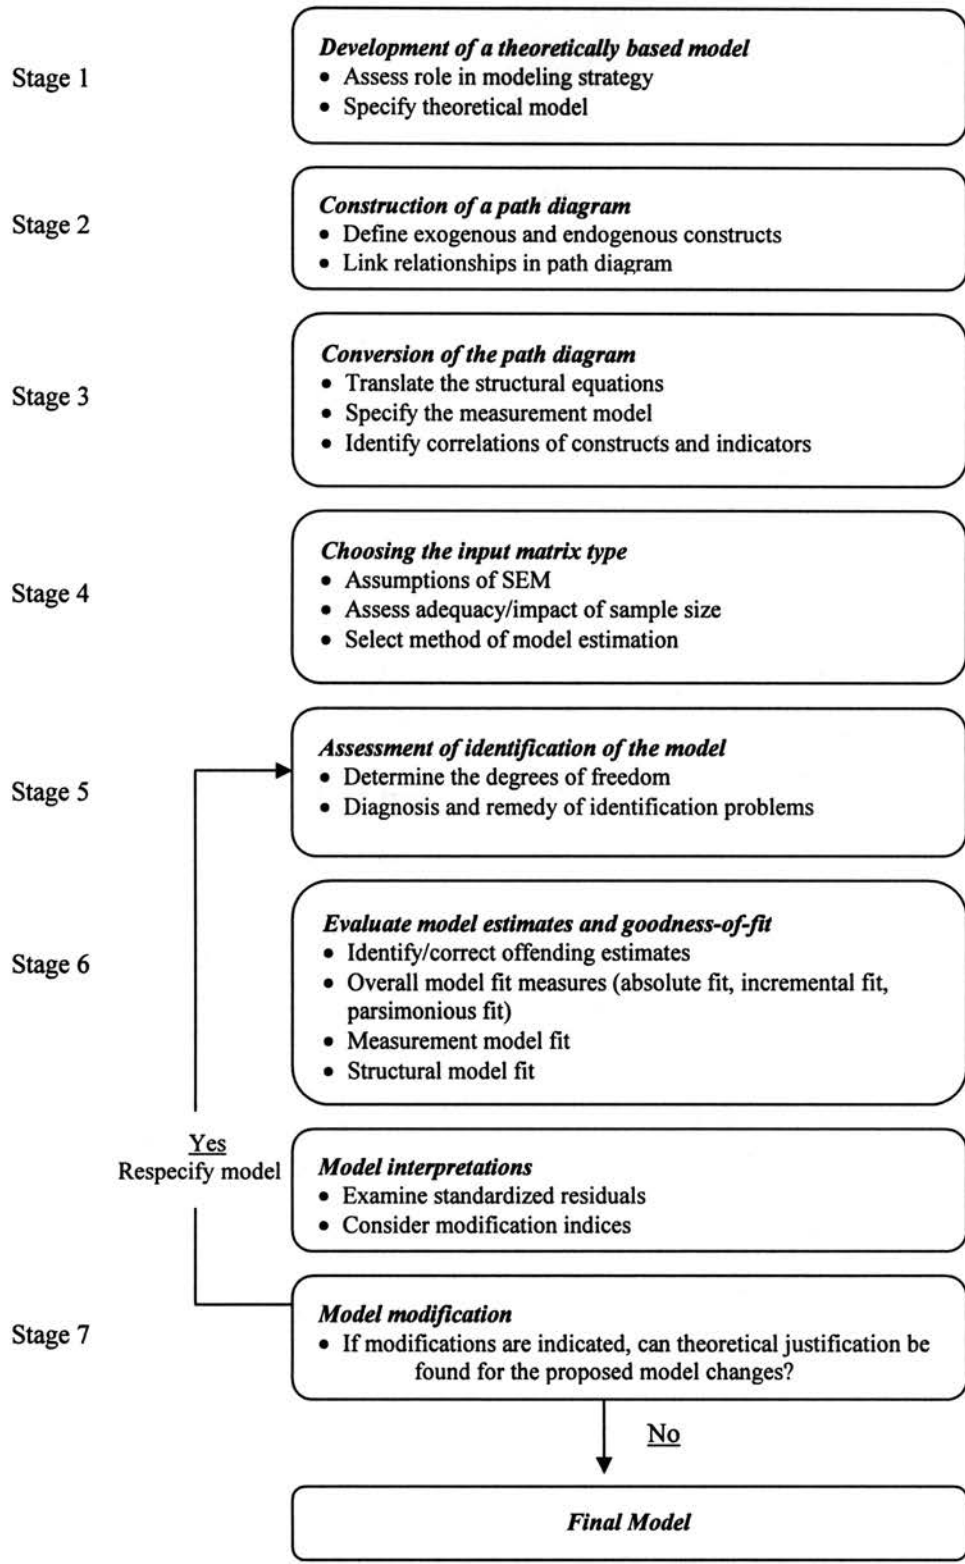 Stage 1
Development of a theoretically based model
• Assess role in modeling strategy
• Specify theoretical model
Stage 2
Construction of a path diagram
• Define exogenous and endogenous constructs
• Link relationships in path diagram
Stage 3
Conversion of the path diagram
• Translate the structural equations
• Specify the measurement model
• Identify correlations of constructs and indicators
Stage 4
Choosing the input matrix type
• Assumptions of SEM
• Assess adequacy/impact of sample size
• Select method of model estimation
Stage 5
Assessment of identification of the model
• Determine the degrees of freedom
• Diagnosis and remedy of identification problems
Stage 6
Evaluate model estimates and goodness-of-fit
• Identify/correct offending estimates
• Overall model fit measures (absolute fit, incremental fit,
parsimonious fit)
• Measurement model fit
• Structural model fit
Yes
Respecify model
Model interpretations
• Examine standardized residuals
• Consider modification indices
Stage 7
Model modification
• If modifications are indicated, can theoretical justification be
found for the proposed model changes?
No
Final Model